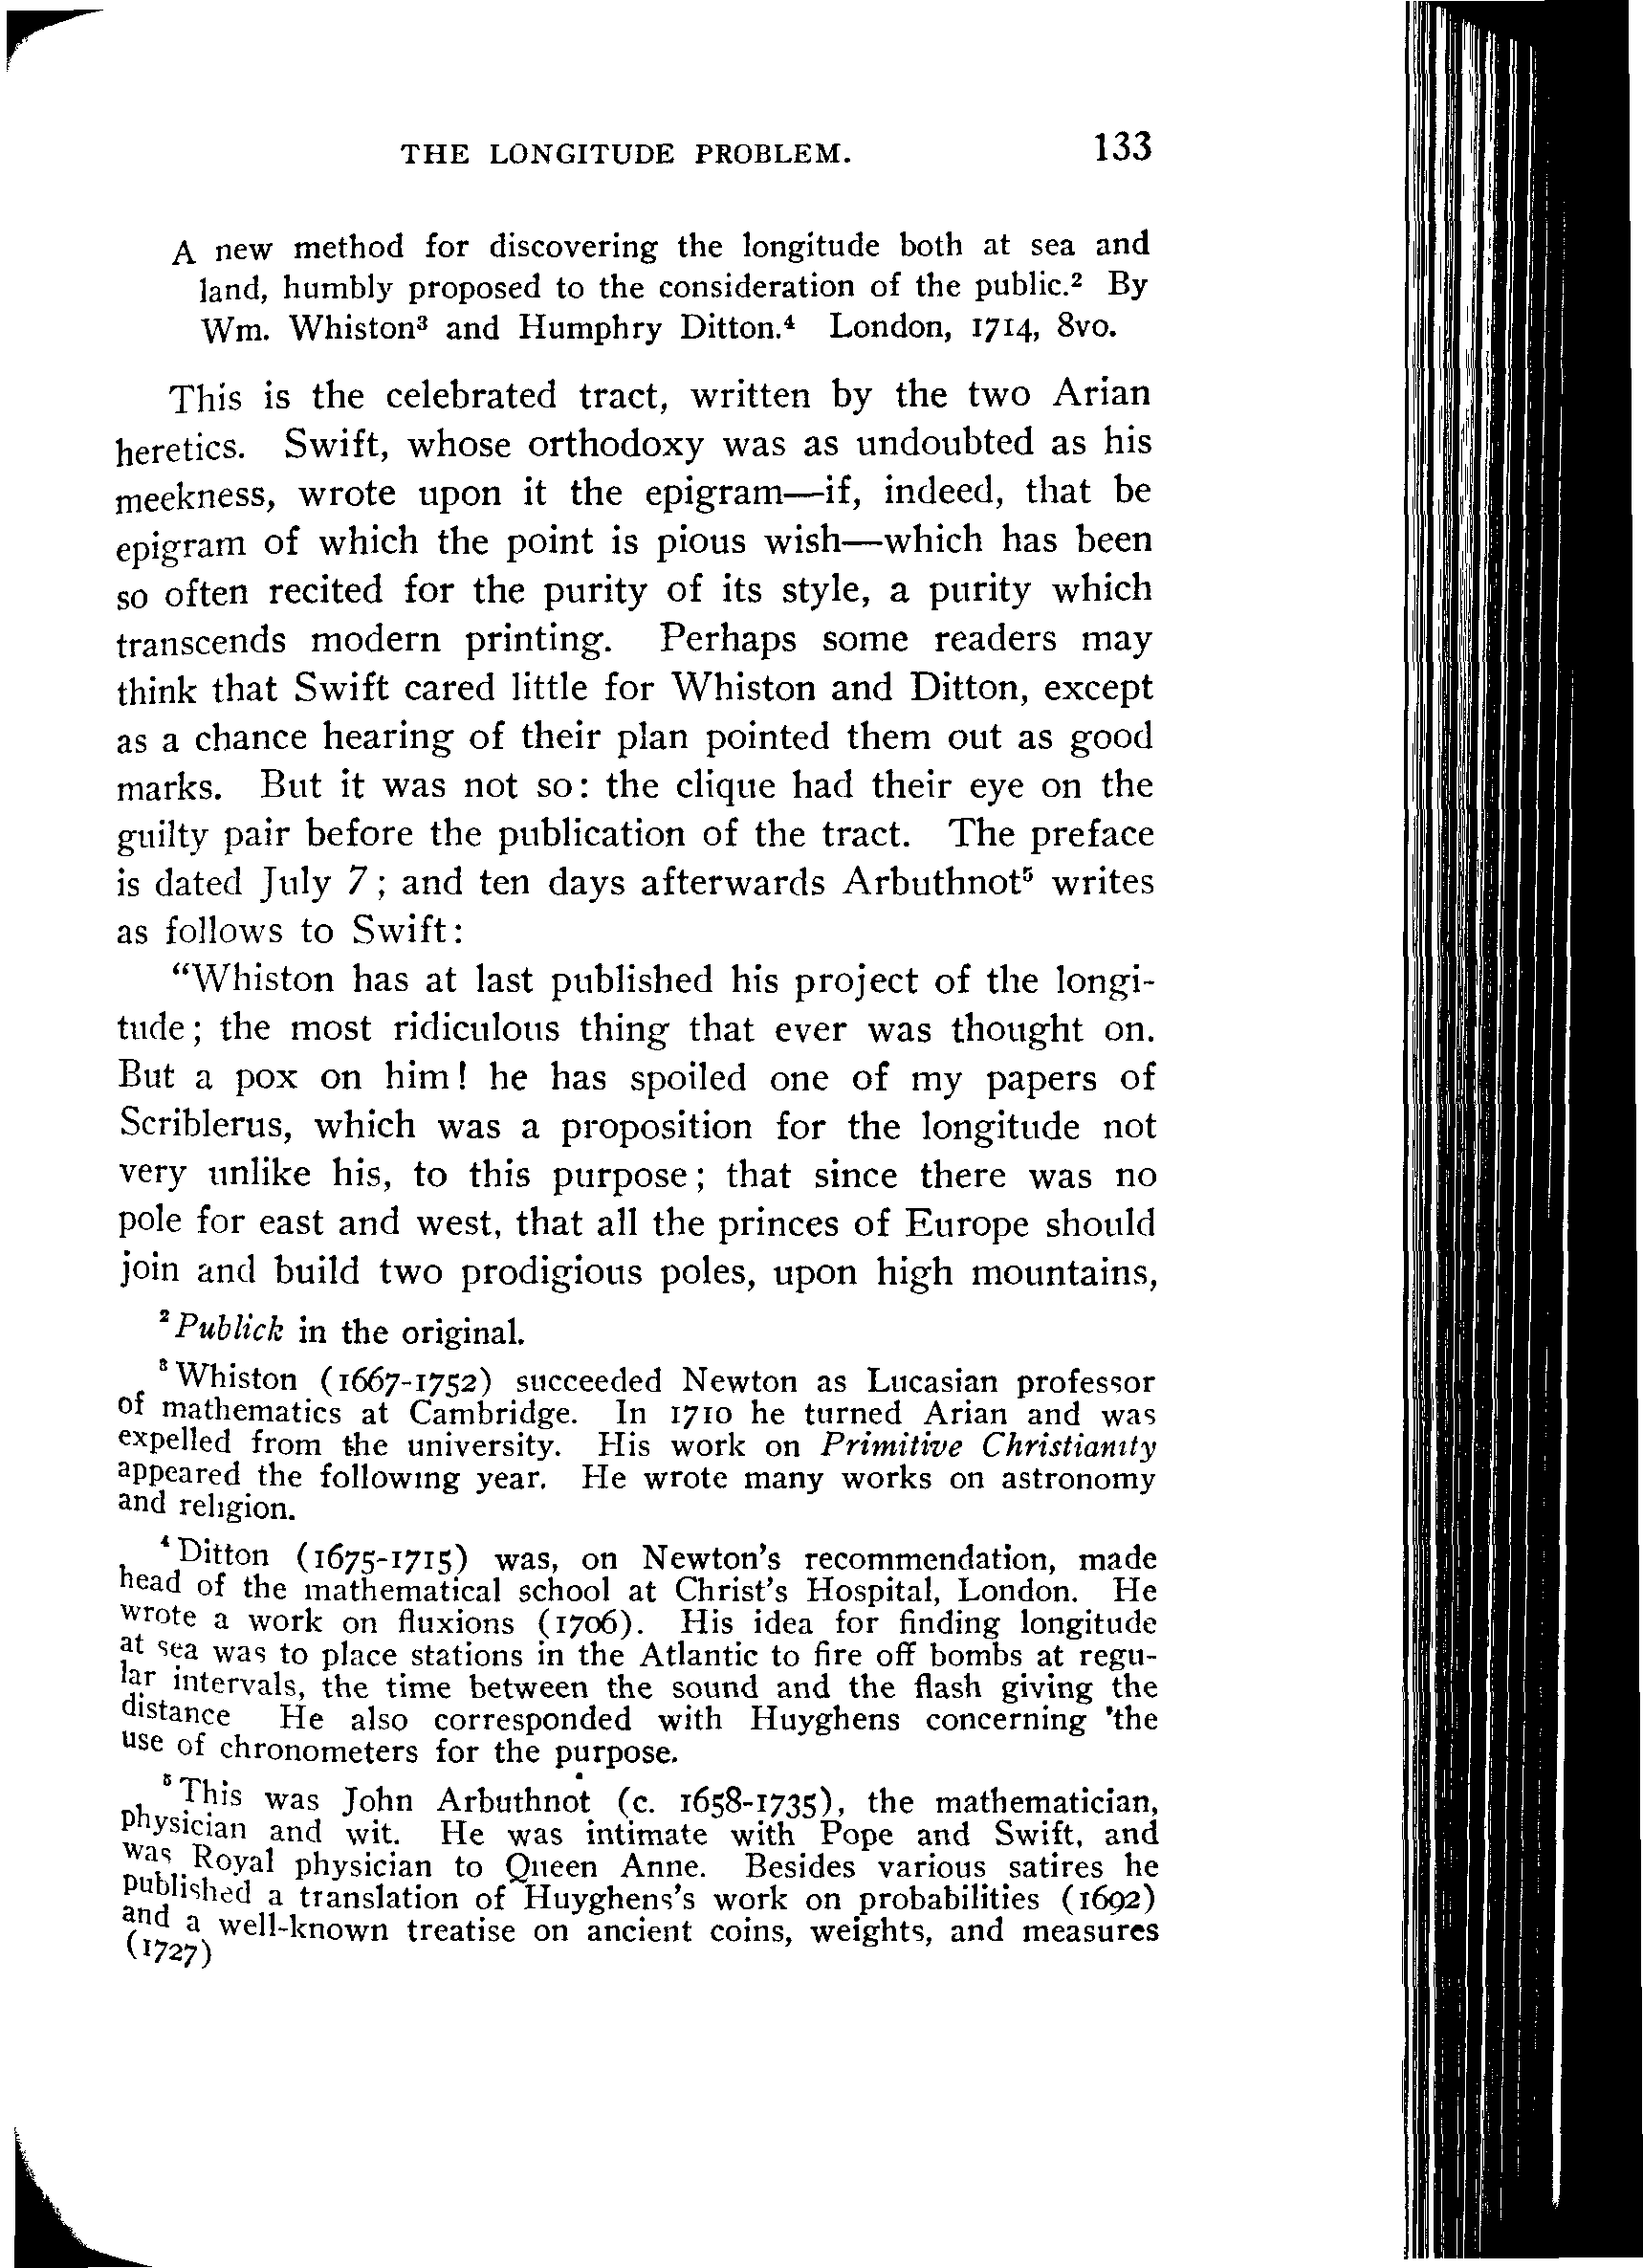 THE LONGITUDE PROBLEM. 133
A new method for discovering the longitude both at sea and
land, humbly proposed to the consideration of the public.² By
Wm. Whiston³ and Humphry Ditton.⁴ London, 1714, 8vo.
This is the celebrated tract, written by the two Arian
heretics. Swift, whose orthodoxy was as undoubted as his
meekness, wrote upon it the epigram—if, indeed, that be
epigram of which the point is pious wish—which has been
so often recited for the purity of its style, a purity which
transcends modern printing. Perhaps some readers may
think that Swift cared little for Whiston and Ditton, except
as a chance hearing of their plan pointed them out as good
marks. But it was not so: the clique had their eye on the
guilty pair before the publication of the tract. The preface
is dated July 7; and ten days afterwards Arbuthnot⁵ writes
as follows to Swift:
"Whiston has at last published his project of the longi-
tude; the most ridiculous thing that ever was thought on.
But a pox on him! he has spoiled one of my papers of
Scriblerus, which was a proposition for the longitude not
very unlike his, to this purpose; that since there was no
pole for east and west, that all the princes of Europe should
join and build two prodigious poles, upon high mountains,
² Publick in the original.
³ Whiston (1667-1752) succeeded Newton as Lucasian professor
of mathematics at Cambridge. In 1710 he turned Arian and was
expelled from the university. His work on Primitive Christianity
appeared the following year. He wrote many works on astronomy
and religion.
⁴ Ditton (1675-1715) was, on Newton's recommendation, made
head of the mathematical school at Christ's Hospital, London. He
wrote a work on fluxions (1706). His idea for finding longitude
at sea was to place stations in the Atlantic to fire off bombs at regu-
lar intervals, the time between the sound and the flash giving the
distance He also corresponded with Huyghens concerning 'the
use of chronometers for the purpose.
⁵ This was John Arbuthnot (c. 1658-1735), the mathematician,
physician and wit. He was intimate with Pope and Swift, and
was Royal physician to Queen Anne. Besides various satires he
published a translation of Huyghens's work on probabilities (1692)
and a well-known treatise on ancient coins, weights, and measures
(1727)